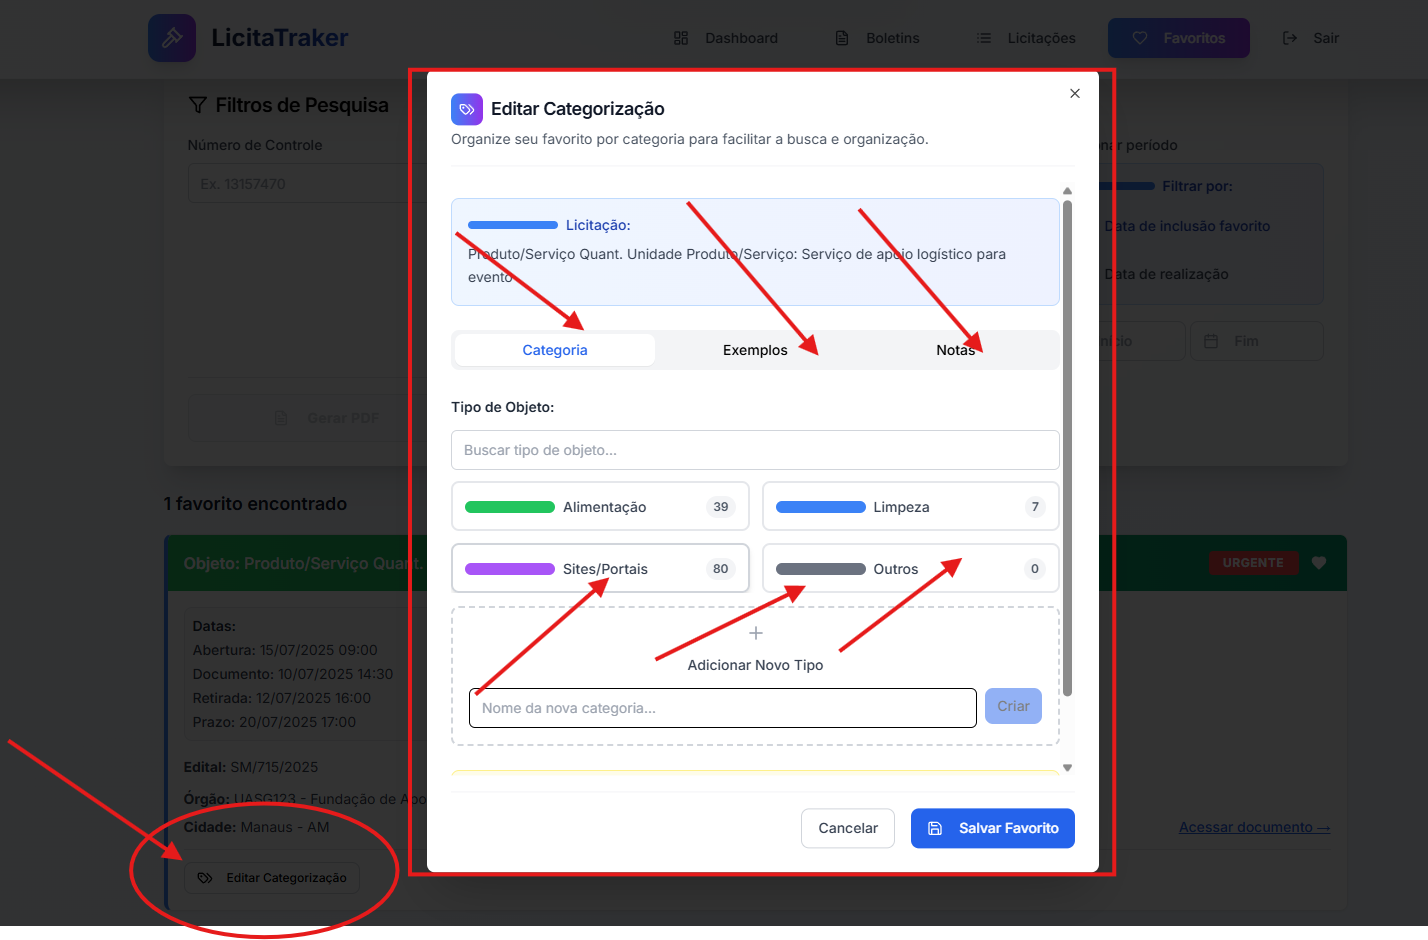 LicitaTraker
Dashboard
Boletins
Licitações
Favoritos
Sair
Filtros de Pesquisa
Número de Controle
Ex. 13157470
nar período
Filtrar por:
Data de inclusão favorito
Data de realização
Fim
Gerar PDF
1 favorito encontrado
Objeto: Produto/Serviço Quant.
URGENTE
Datas:
Abertura: 15/07/2025 09:00
Documento: 10/07/2025 14:30
Retirada: 12/07/2025 16:00
Prazo: 20/07/2025 17:00
Edital: SM/715/2025
Órgão: UASG123 - Fundação de Apo
Cidade: Manaus - AM
Acessar documento →
Editar Categorização
Editar Categorização
Organize seu favorito por categoria para facilitar a busca e organização.
Licitação:
Produto/Serviço Quant. Unidade Produto/Serviço: Serviço de apoio logístico para
evento
Categoria
Exemplos
Notas
Tipo de Objeto:
Buscar tipo de objeto...
Alimentação 39
Limpeza 7
Sites/Portais 80
Outros 0
Adicionar Novo Tipo
Nome da nova categoria...
Criar
Cancelar
Salvar Favorito